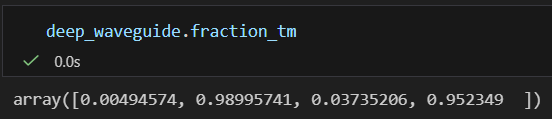 deep_waveguide.fraction_tm
0.0s
array([0.00494574, 0.98995741, 0.03735206, 0.952349  ])